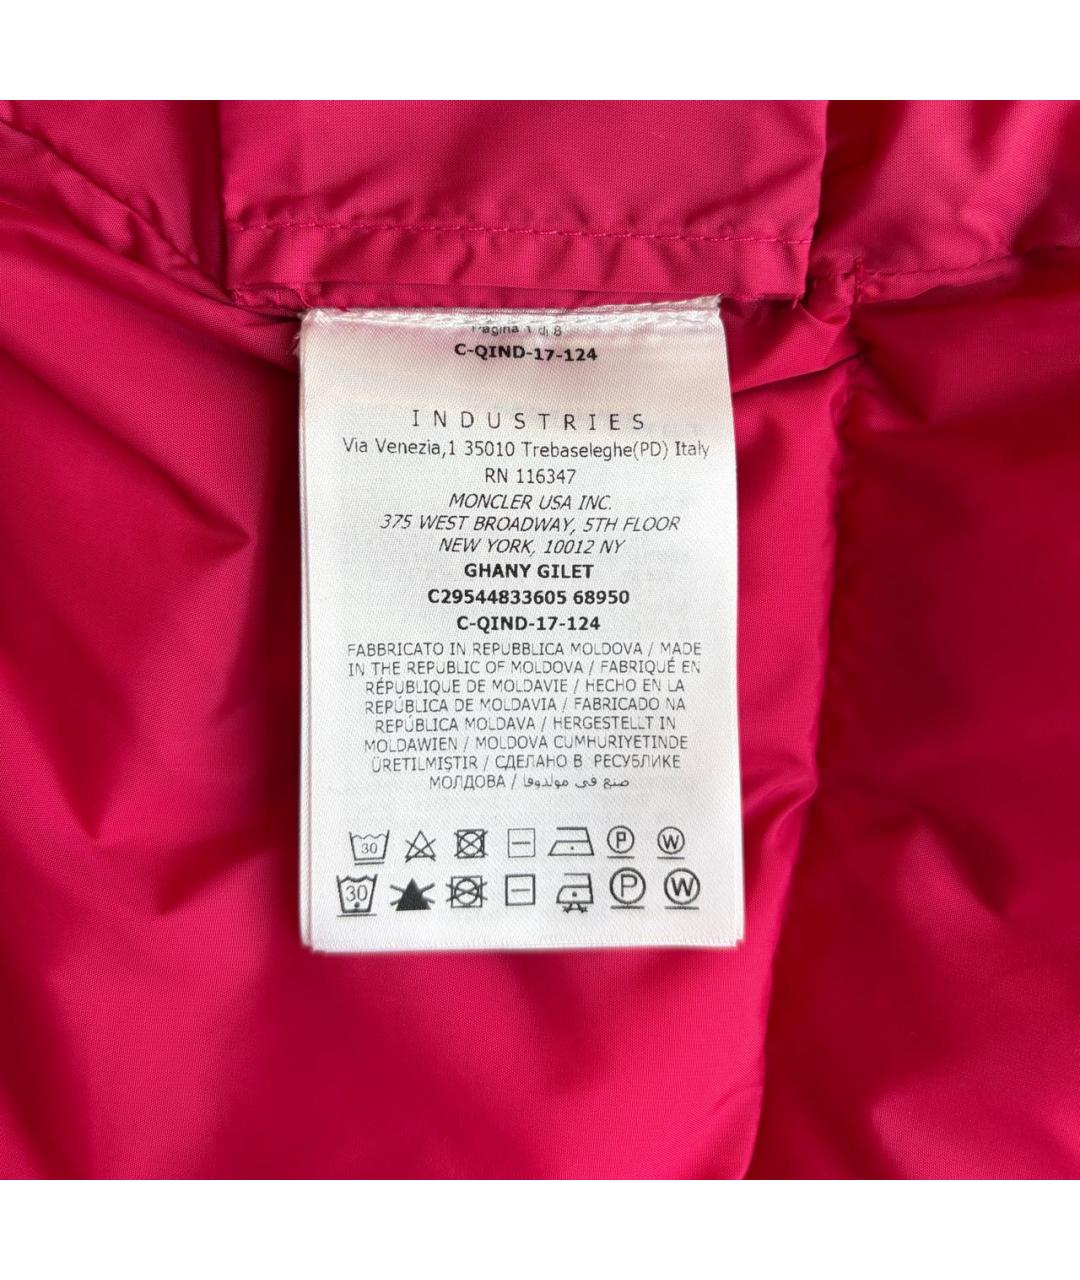 Pagina 1 di 8
C-QIND-17-124
INDUSTRIES
Via Venezia,1 35010 Trebaseleghe(PD) Italy
RN 116347
MONCLER USA INC.
375 WEST BROADWAY, 5TH FLOOR
NEW YORK, 10012 NY
GHANY GILET
C29544833605 68950
C-QIND-17-124
FABBRICATO IN REPUBBLICA MOLDOVA / MADE
IN THE REPUBLIC OF MOLDOVA / FABRIQUÉ EN
RÉPUBLIQUE DE MOLDAVIE / HECHO EN LA
REPÚBLICA DE MOLDAVIA / FABRICADO NA
REPÚBLICA MOLDAVA / HERGESTELLT IN
MOLDAWIEN / MOLDOVA CUMHURIYETINDE
ÜRETILMIŞTIR / СДЕЛАНО В РЕСУБЛИКЕ
МОЛДОВА / صنع في مولدوفا
30 P W
30 P W